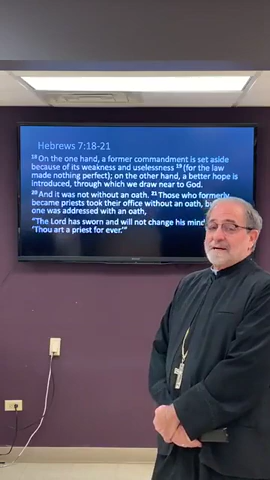 Hebrews 7:18-21
18 On the one hand, a former commandment is set aside
because of its weakness and uselessness 19 (for the law
made nothing perfect); on the other hand, a better hope is
introduced, through which we draw near to God.
20 And it was not without an oath. 21 Those who formerly
became priests took their office without an oath,
one was addressed with an oath,
"The Lord has sworn and will not change his mind
'Thou art a priest for ever.'"